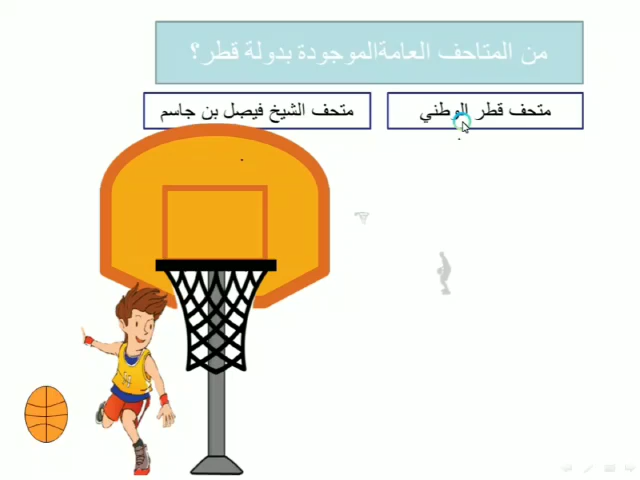 من المتاحف العامةالموجودة بدولة قطر؟
متحف قطر الوطني
متحف الشيخ فيصل بن جاسم